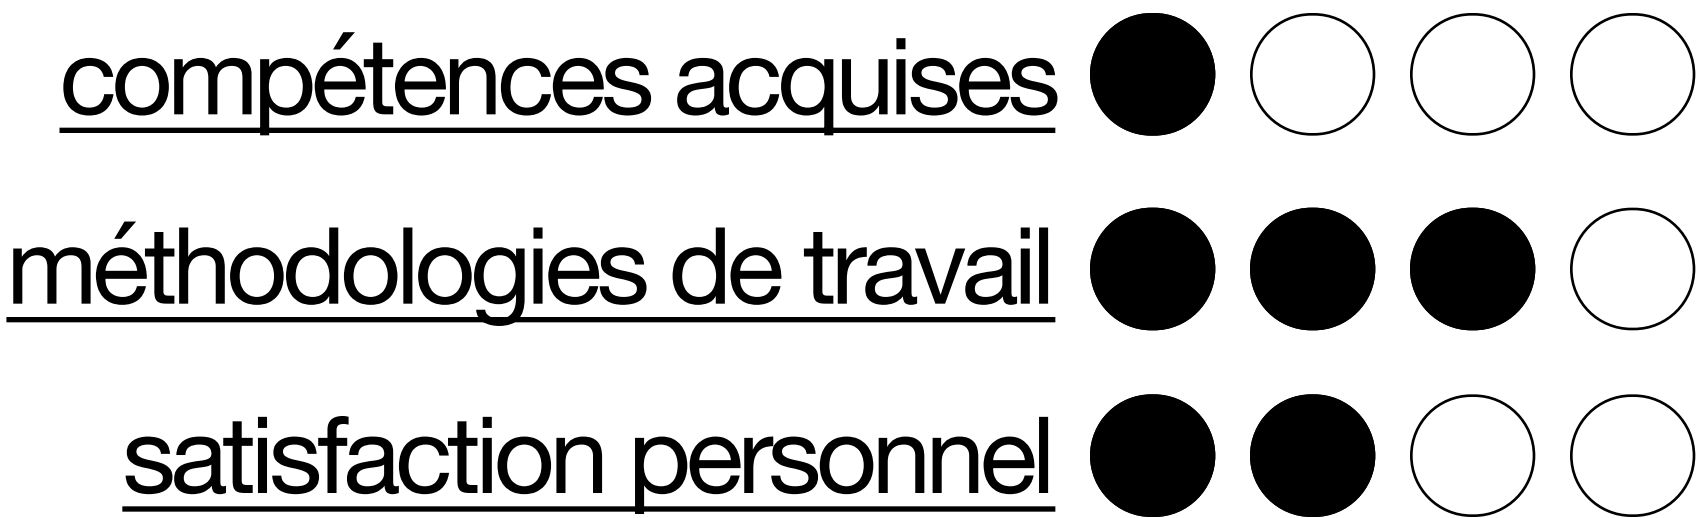 compétences acquises
méthodologies de travail
satisfaction personnel